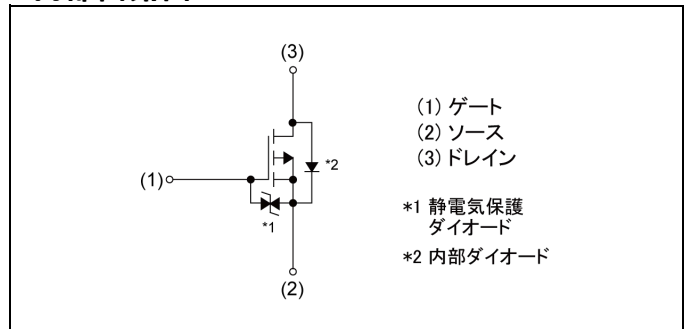 (3)
(1)
*2
*1
(2)
(1) ゲート
(2) ソース
(3) ドレイン
*1 静電気保護
ダイオード
*2 内部ダイオード